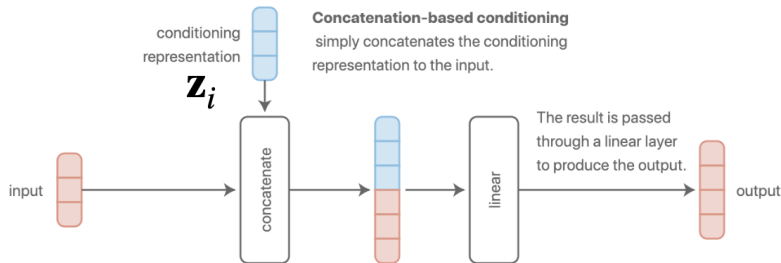 conditioning
representation
z_i
Concatenation-based conditioning
simply concatenates the conditioning
representation to the input.
input
concatenate
linear
The result is passed
through a linear layer
to produce the output.
output